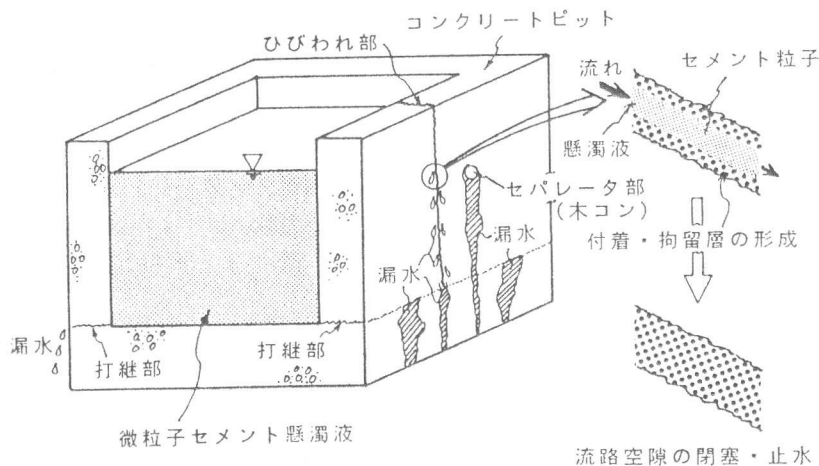 コンクリートピット
ひびわれ部
セメント粒子
流れ
懸濁液
セパレータ部
(木コン)
付着・拘留層の形成
漏水
漏水
漏水
打継部
打継部
微粒子セメント懸濁液
流路空隙の閉塞・止水